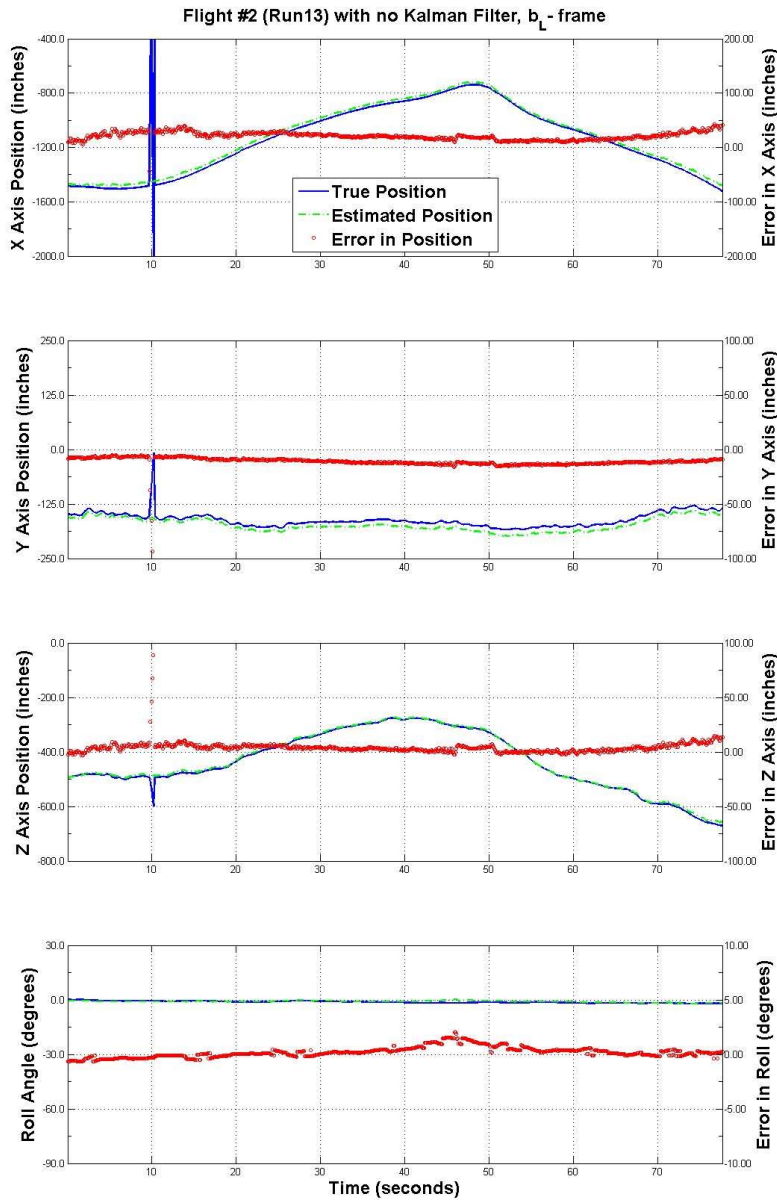 Flight #2 (Run13) with no Kalman Filter, b_L- frame
X Axis Position (inches)
-400.0
-800.0
-1200.0
-1600.0
-2000.0
10 20 30 40 50 60 70
200.00
100.00
0.00
-100.00
-200.00
Error in X Axis (inches)
True Position
Estimated Position
Error in Position
Y Axis Position (inches)
250.0
125.0
0.0
-125.0
-250.0
10 20 30 40 50 60 70
100.00
50.00
0.00
-50.00
-100.00
Error in Y Axis (inches)
Z Axis Position (inches)
0.0
-200.0
-400.0
-600.0
-800.0
10 20 30 40 50 60 70
100.00
50.00
0.00
-50.00
-100.00
Error in Z Axis (inches)
Roll Angle (degrees)
30.0
0.0
-30.0
-60.0
-90.0
10 20 30 40 50 60 70
10.00
5.00
0.00
-5.00
-10.00
Error in Roll (degrees)
Time (seconds)